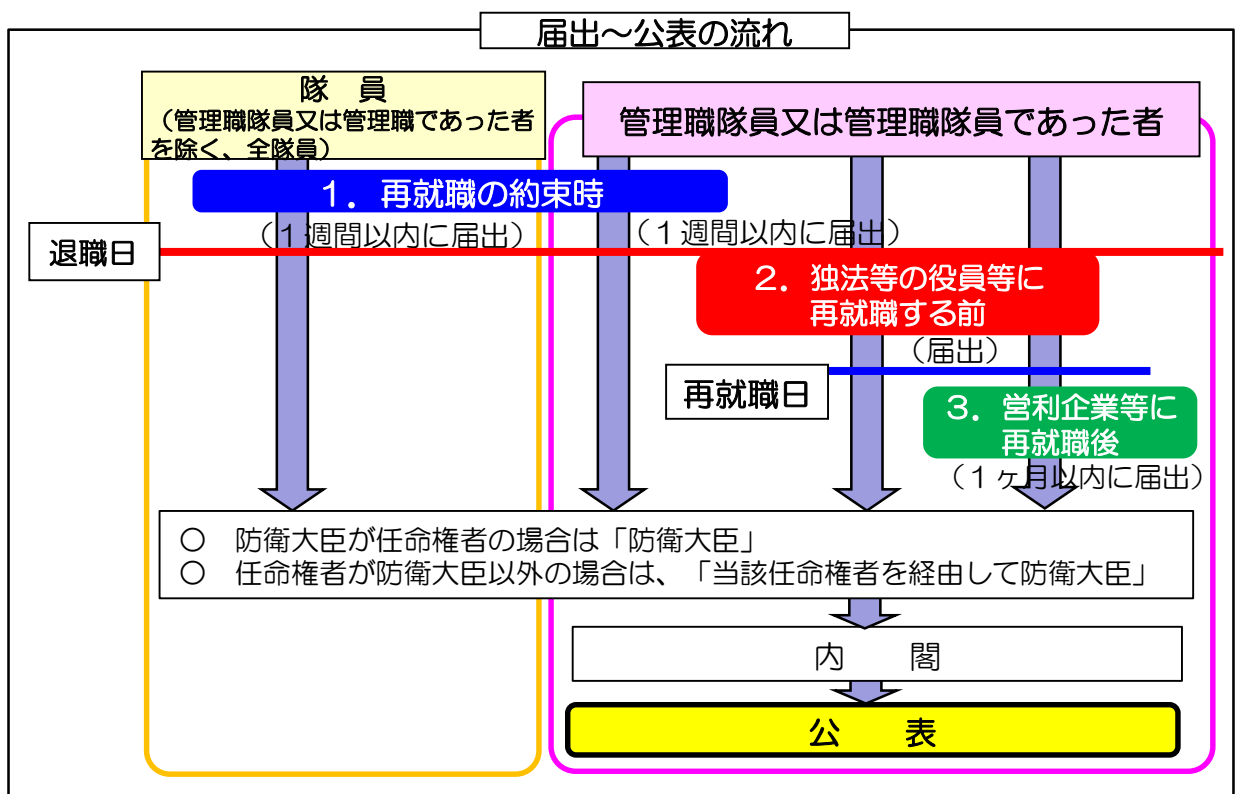 届出～公表の流れ
隊　員
（管理職隊員又は管理職であった者
を除く、全隊員）
管理職隊員又は管理職隊員であった者
１．再就職の約束時
（１週間以内に届出）
（１週間以内に届出）
退職日
２．独法等の役員等に
再就職する前
（届出）
再就職日
３．営利企業等に
再就職後
（１ヶ月以内に届出）
○　防衛大臣が任命権者の場合は「防衛大臣」
○　任命権者が防衛大臣以外の場合は、「当該任命権者を経由して防衛大臣」
内　　閣
公　　表